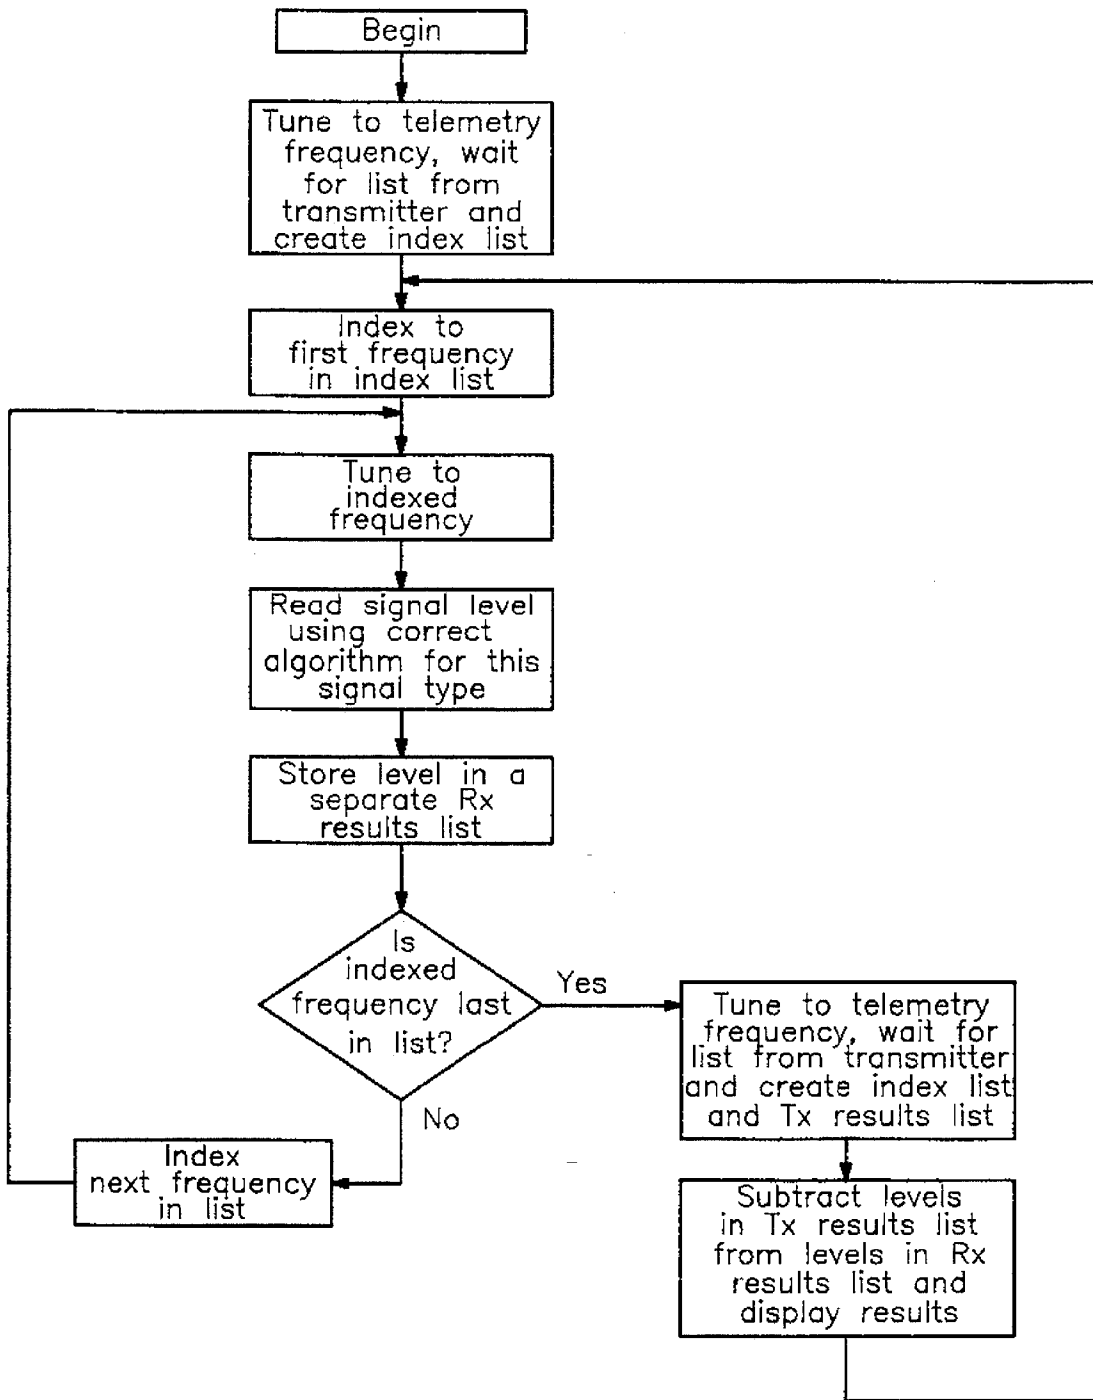 Begin
Tune to telemetry
frequency, wait
for list from
transmitter and
create index list
Index to
first frequency
in index list
Tune to
indexed
frequency
Read signal level
using correct
algorithm for this
signal type
Store level in a
separate Rx
results list
Is
indexed
frequency last
in list?
Yes
No
Index
next frequency
in list
Tune to telemetry
frequency, wait for
list from transmitter
and create index list
and Tx results list
Subtract levels
in Tx results list
from levels in Rx
results list and
display results